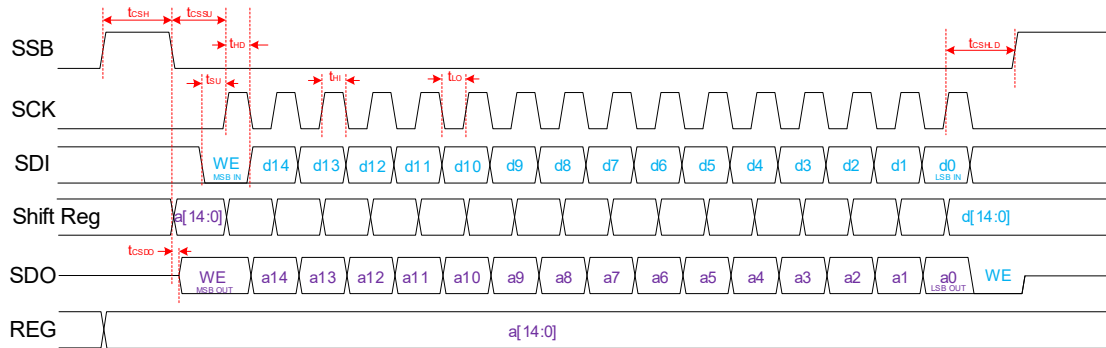 tCSH tCSSU
SSB tHD tCSHLD
tSU tHI tLO
SCK
SDI WE d14 d13 d12 d11 d10 d9 d8 d7 d6 d5 d4 d3 d2 d1 d0
MSB IN LSB IN
Shift Reg a[14:0] d[14:0]
tCSDO
SDO WE a14 a13 a12 a11 a10 a9 a8 a7 a6 a5 a4 a3 a2 a1 a0 WE
MSB OUT LSB OUT
REG a[14:0]